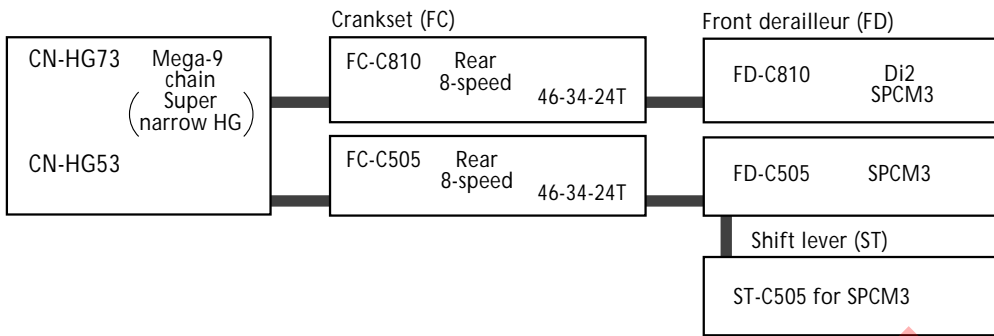 Crankset (FC)
Front derailleur (FD)
CN-HG73 Mega-9
chain
(Super
narrow HG)
CN-HG53
FC-C810 Rear
8-speed
46-34-24T
FD-C810 Di2
SPCM3
FC-C505 Rear
8-speed
46-34-24T
FD-C505 SPCM3
Shift lever (ST)
ST-C505 for SPCM3